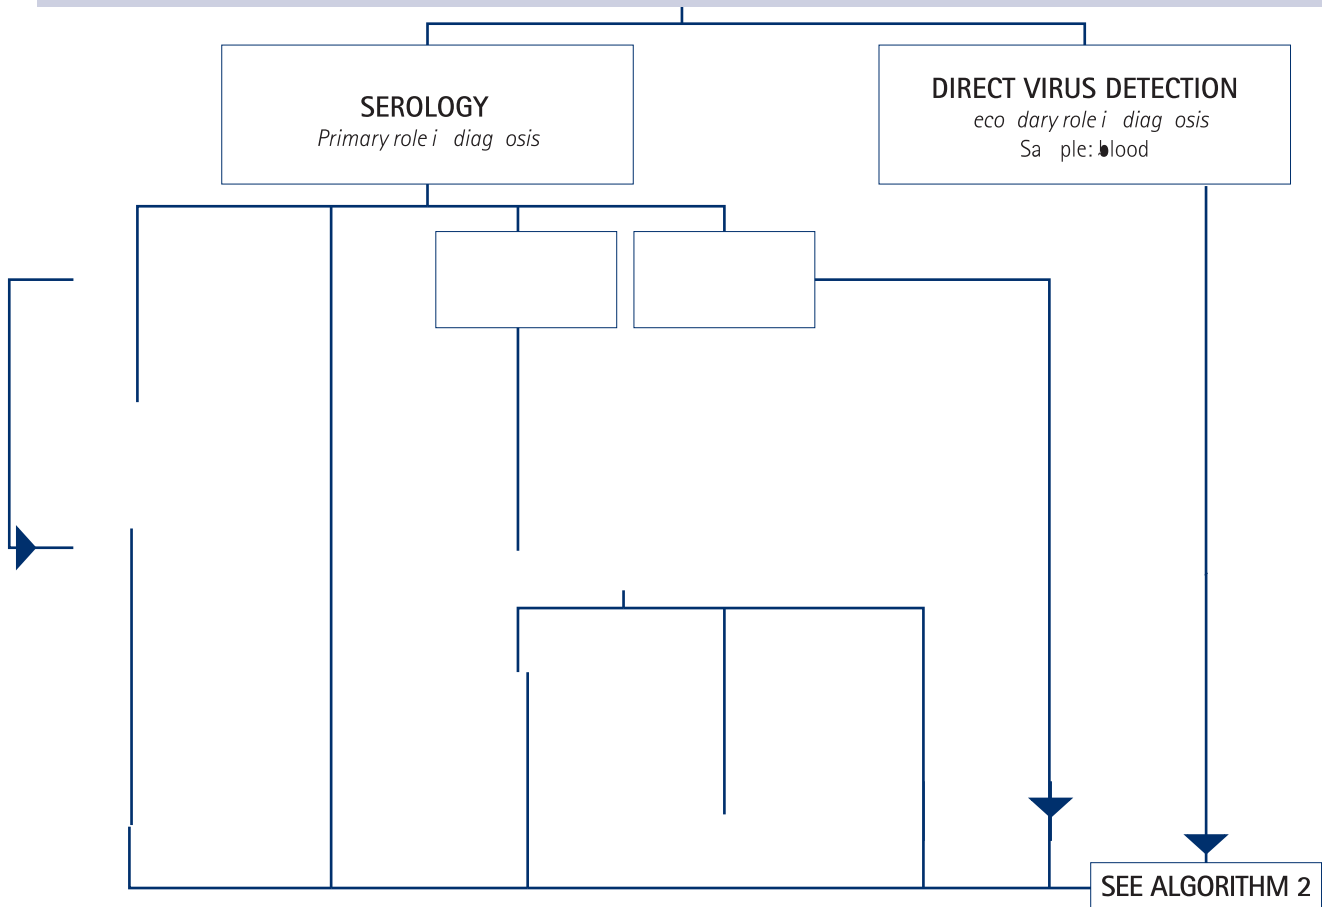 SEROLOGY
Primary role i diag osis
DIRECT VIRUS DETECTION
eco dary role i diag osis
Sa ple: blood
SEE ALGORITHM 2